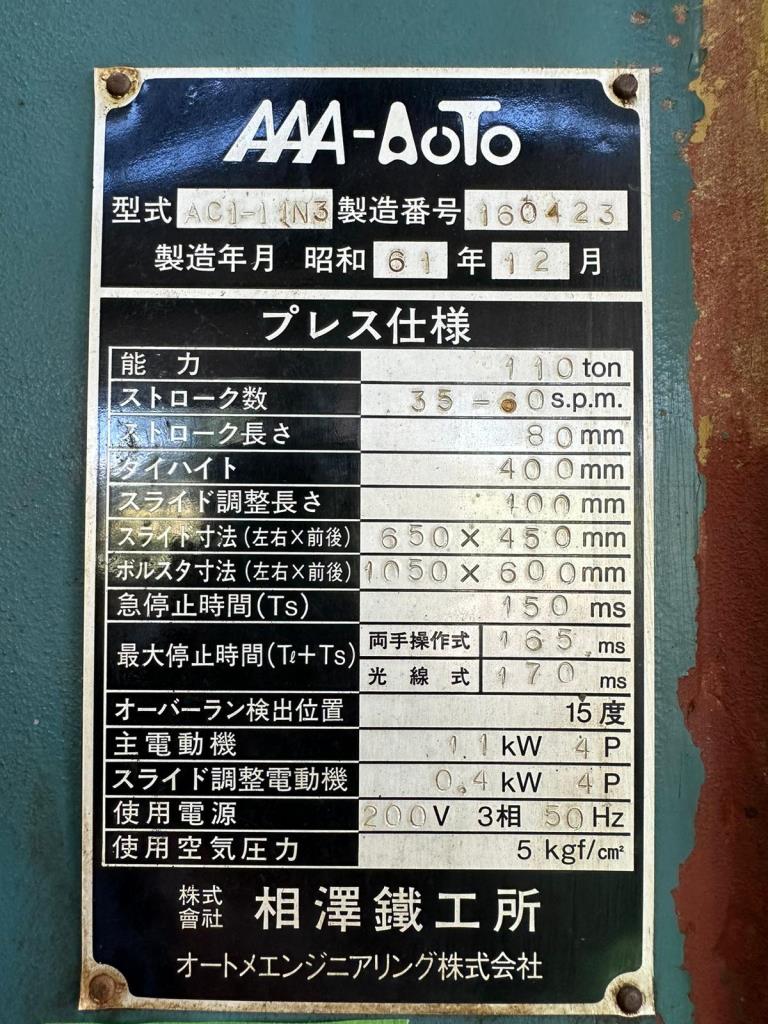 AAA-AOTO
型式 AC1-11N3 製造番号 160423
製造年月 昭和 61 年 12 月
プレス仕様
能力 110 ton
ストローク数 35-60 s.p.m.
ストローク長さ 80 mm
ダイハイト 400 mm
スライド調整長さ 100 mm
スライド寸法(左右×前後) 650 × 450 mm
ボルスタ寸法(左右×前後) 1050 × 600 mm
急停止時間(Ts) 150 ms
最大停止時間(Tℓ+Ts) 両手操作式 165 ms
光線式 170 ms
オーバーラン検出位置 15度
主電動機 11 kW 4 P
スライド調整電動機 0.4 kW 4 P
使用電源 200 V 3相 50 Hz
使用空気圧力 5 kgf/cm²
株式會社 相澤鐵工所
オートメエンジニアリング株式会社